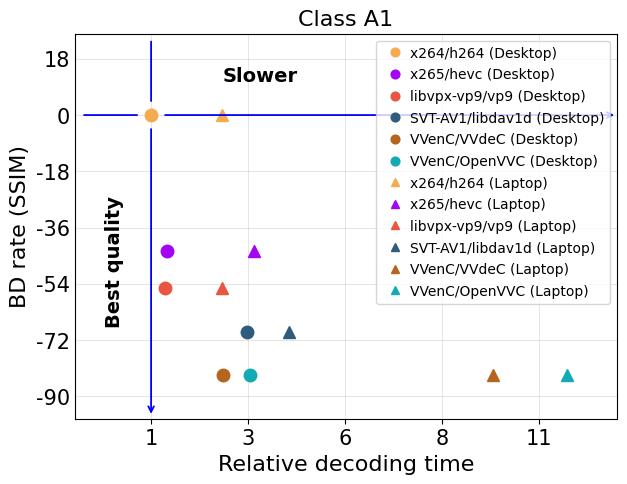 Class A1
Slower
Best quality
x264/h264 (Desktop)
x265/hevc (Desktop)
libvpx-vp9/vp9 (Desktop)
SVT-AV1/libdav1d (Desktop)
VVenC/VVdeC (Desktop)
VVenC/OpenVVC (Desktop)
x264/h264 (Laptop)
x265/hevc (Laptop)
libvpx-vp9/vp9 (Laptop)
SVT-AV1/libdav1d (Laptop)
VVenC/VVdeC (Laptop)
VVenC/OpenVVC (Laptop)
BD rate (SSIM)
18
0
-18
-36
-54
-72
-90
1 3 6 8 11
Relative decoding time